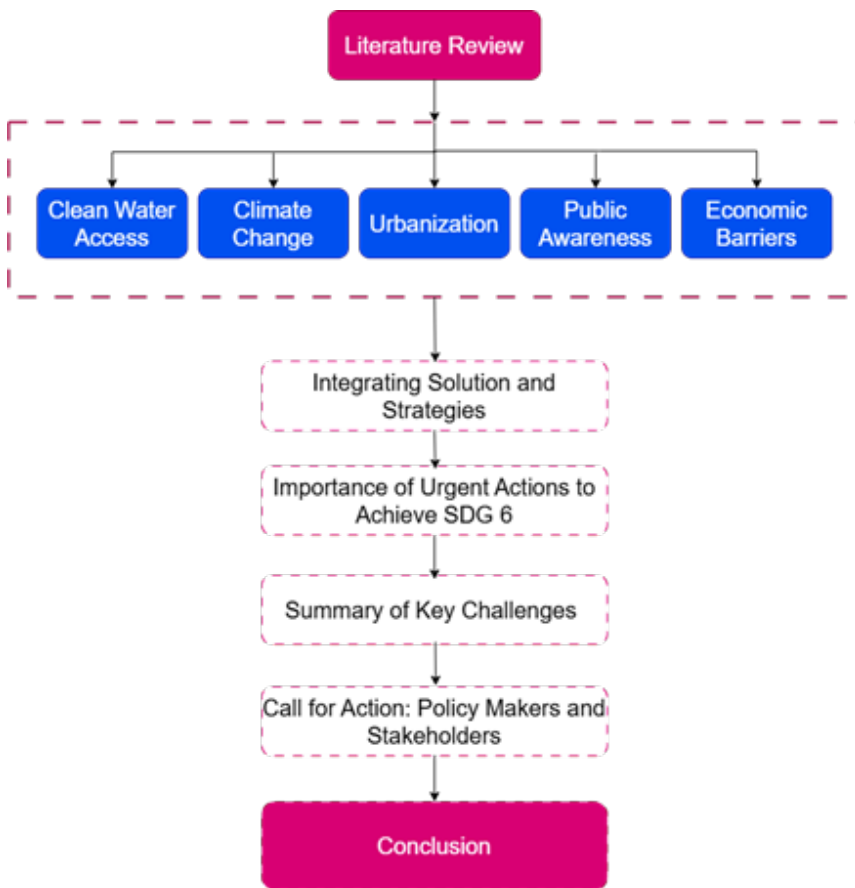 Literature Review
Clean Water
Access
Climate
Change
Urbanization
Public
Awareness
Economic
Barriers
Integrating Solution and
Strategies
Importance of Urgent Actions to
Achieve SDG 6
Summary of Key Challenges
Call for Action: Policy Makers and
Stakeholders
Conclusion